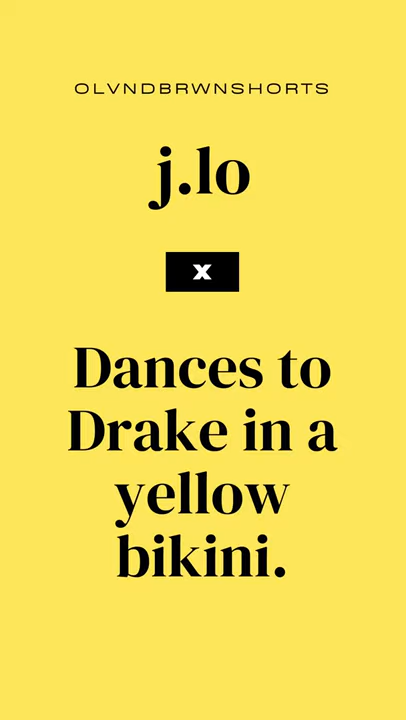 OLVNDBRWNSHORTS
j.lo
x
Dances to
Drake in a
yellow
bikini.